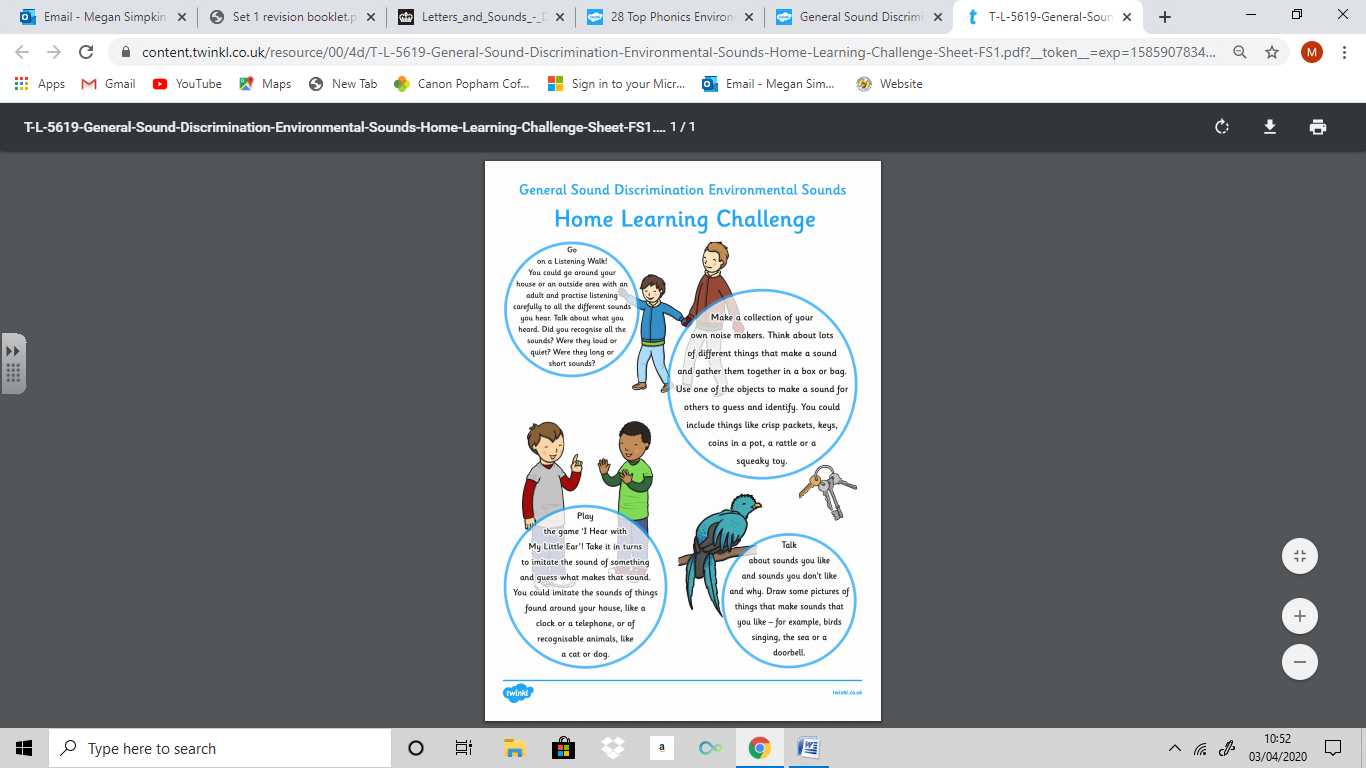 Email - Megan Simpkin
Set 1 revision booklet.p
Letters_and_Sounds_-_D
28 Top Phonics Environ
General Sound Discrimi
T-L-5619-General-Soun
content.twinkl.co.uk/resource/00/4d/T-L-5619-General-Sound-Discrimination-Environmental-Sounds-Home-Learning-Challenge-Sheet-FS1.pdf?__token__=exp=1585907834...
M
Apps
Gmail
YouTube
Maps
New Tab
Canon Popham Cof...
Sign in to your Micr...
Email - Megan Sim...
Website
T-L-5619-General-Sound-Discrimination-Environmental-Sounds-Home-Learning-Challenge-Sheet-FS1.... 1 / 1
General Sound Discrimination Environmental Sounds
Home Learning Challenge
Go
on a Listening Walk!
You could go around your
house or an outside area with an
adult and practise listening
carefully to all the different sounds
you hear. Talk about what you
heard. Did you recognise all the
sounds? Were they loud or
quiet? Were they long or
short sounds?
Make a collection of your
own noise makers. Think about lots
of different things that make a sound
and gather them together in a box or bag.
Use one of the objects to make a sound for
others to guess and identify. You could
include things like crisp packets, keys,
coins in a pot, a rattle or a
squeaky toy.
Play
the game ‘I Hear with
My Little Ear’! Take it in turns
to imitate the sound of something
and guess what makes that sound.
You could imitate the sounds of things
found around your house, like a
clock or a telephone, or of
recognisable animals, like
a cat or dog.
Talk
about sounds you like
and sounds you don’t like
and why. Draw some pictures of
things that make sounds that
you like – for example, birds
singing, the sea or a
doorbell.
twinkl
twinkl.co.uk
Type here to search
a
10:52
03/04/2020